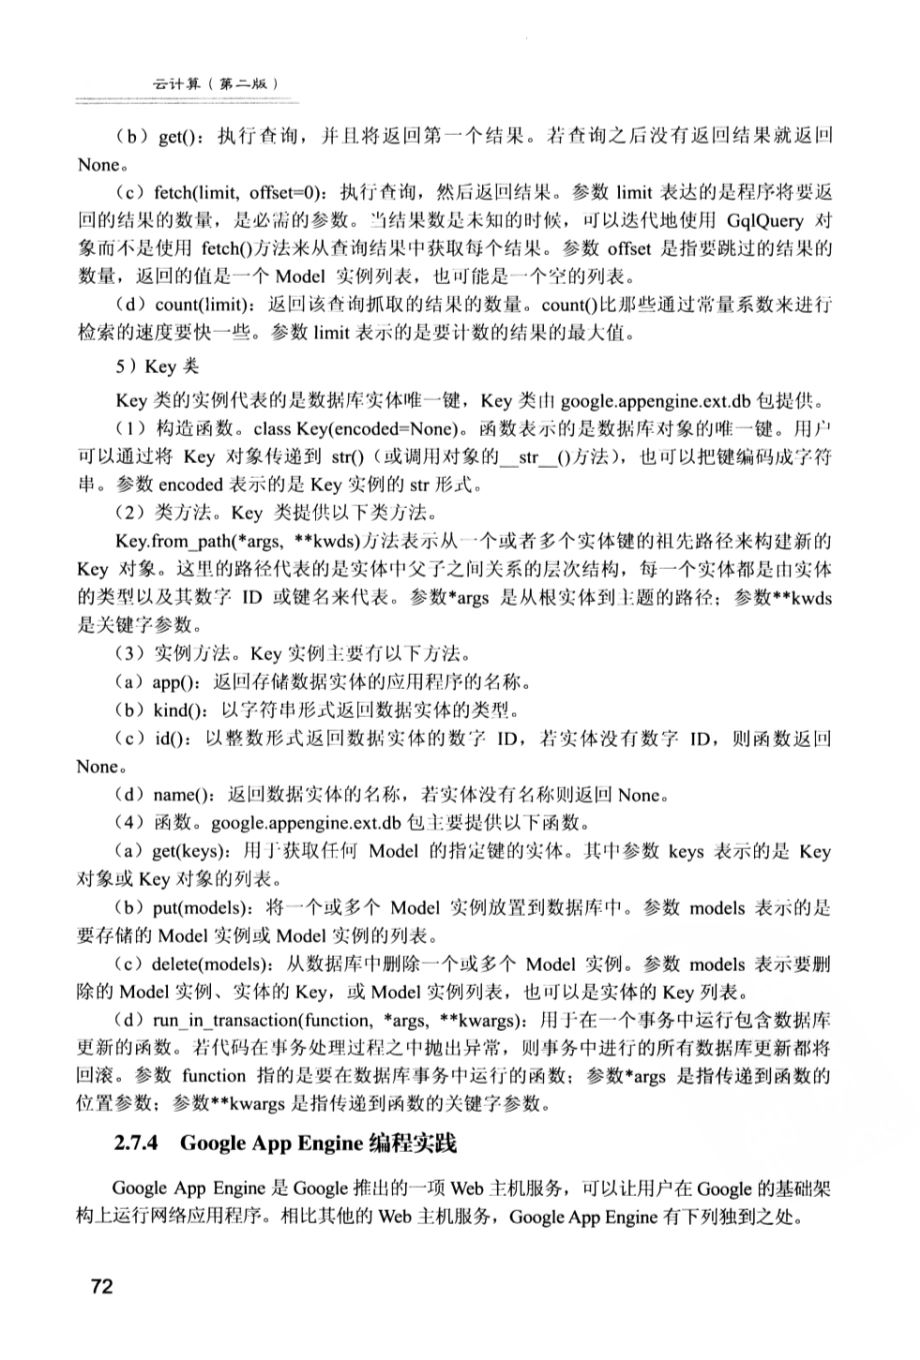 云计算（第二版）
（b）get()：执行查询，并且将返回第一个结果。若查询之后没有返回结果就返回
None。
（c）fetch(limit, offset=0)：执行查询，然后返回结果。参数 limit 表达的是程序将要返
回的结果的数量，是必需的参数。当结果数是未知的时候，可以迭代地使用 GqlQuery 对
象而不是使用 fetch()方法来从查询结果中获取每个结果。参数 offset 是指要跳过的结果的
数量，返回的值是一个 Model 实例列表，也可能是一个空的列表。
（d）count(limit)：返回该查询抓取的结果的数量。count()比那些通过常量系数来进行
检索的速度要快一些。参数 limit 表示的是要计数的结果的最大值。
5）Key 类
Key 类的实例代表的是数据库实体唯一键，Key 类由 google.appengine.ext.db 包提供。
（1）构造函数。class Key(encoded=None)。函数表示的是数据库对象的唯一键。用户
可以通过将 Key 对象传递到 str()（或调用对象的__str__()方法），也可以把键编码成字符
串。参数 encoded 表示的是 Key 实例的 str 形式。
（2）类方法。Key 类提供以下类方法。
Key.from_path(*args, **kwds)方法表示从一个或者多个实体键的祖先路径来构建新的
Key 对象。这里的路径代表的是实体中父子之间关系的层次结构，每一个实体都是由实体
的类型以及其数字 ID 或键名来代表。参数*args 是从根实体到主题的路径；参数**kwds
是关键字参数。
（3）实例方法。Key 实例主要有以下方法。
（a）app()：返回存储数据实体的应用程序的名称。
（b）kind()：以字符串形式返回数据实体的类型。
（c）id()：以整数形式返回数据实体的数字 ID，若实体没有数字 ID，则函数返回
None。
（d）name()：返回数据实体的名称，若实体没有名称则返回 None。
（4）函数。google.appengine.ext.db 包主要提供以下函数。
（a）get(keys)：用于获取任何 Model 的指定键的实体。其中参数 keys 表示的是 Key
对象或 Key 对象的列表。
（b）put(models)：将一个或多个 Model 实例放置到数据库中。参数 models 表示的是
要存储的 Model 实例或 Model 实例的列表。
（c）delete(models)：从数据库中删除一个或多个 Model 实例。参数 models 表示要删
除的 Model 实例、实体的 Key，或 Model 实例列表，也可以是实体的 Key 列表。
（d）run_in_transaction(function, *args, **kwargs)：用于在一个事务中运行包含数据库
更新的函数。若代码在事务处理过程之中抛出异常，则事务中进行的所有数据库更新都将
回滚。参数 function 指的是要在数据库事务中运行的函数；参数*args 是指传递到函数的
位置参数；参数**kwargs 是指传递到函数的关键字参数。
2.7.4 Google App Engine 编程实践
Google App Engine 是 Google 推出的一项 Web 主机服务，可以让用户在 Google 的基础架
构上运行网络应用程序。相比其他的 Web 主机服务，Google App Engine 有下列独到之处。
72